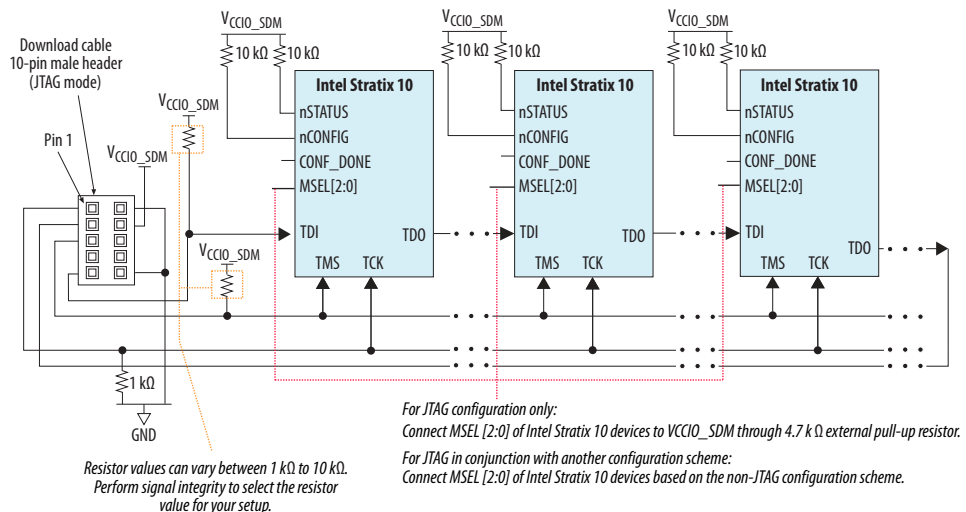 Download cable
10-pin male header
(JTAG mode)
Pin 1
VCCIO_SDM
VCCIO_SDM
VCCIO_SDM
1 kΩ
GND
VCCIO_SDM
10 kΩ
10 kΩ
Intel Stratix 10
nSTATUS
nCONFIG
CONF_DONE
MSEL[2:0]
TDI
TDO
TMS
TCK
VCCIO_SDM
10 kΩ
10 kΩ
Intel Stratix 10
nSTATUS
nCONFIG
CONF_DONE
MSEL[2:0]
TDI
TDO
TMS
TCK
VCCIO_SDM
10 kΩ
10 kΩ
Intel Stratix 10
nSTATUS
nCONFIG
CONF_DONE
MSEL[2:0]
TDI
TDO
TMS
TCK
Resistor values can vary between 1 kΩ to 10 kΩ.
Perform signal integrity to select the resistor
value for your setup.
For JTAG configuration only:
Connect MSEL [2:0] of Intel Stratix 10 devices to VCCIO_SDM through 4.7 k Ω external pull-up resistor.
For JTAG in conjunction with another configuration scheme:
Connect MSEL [2:0] of Intel Stratix 10 devices based on the non-JTAG configuration scheme.